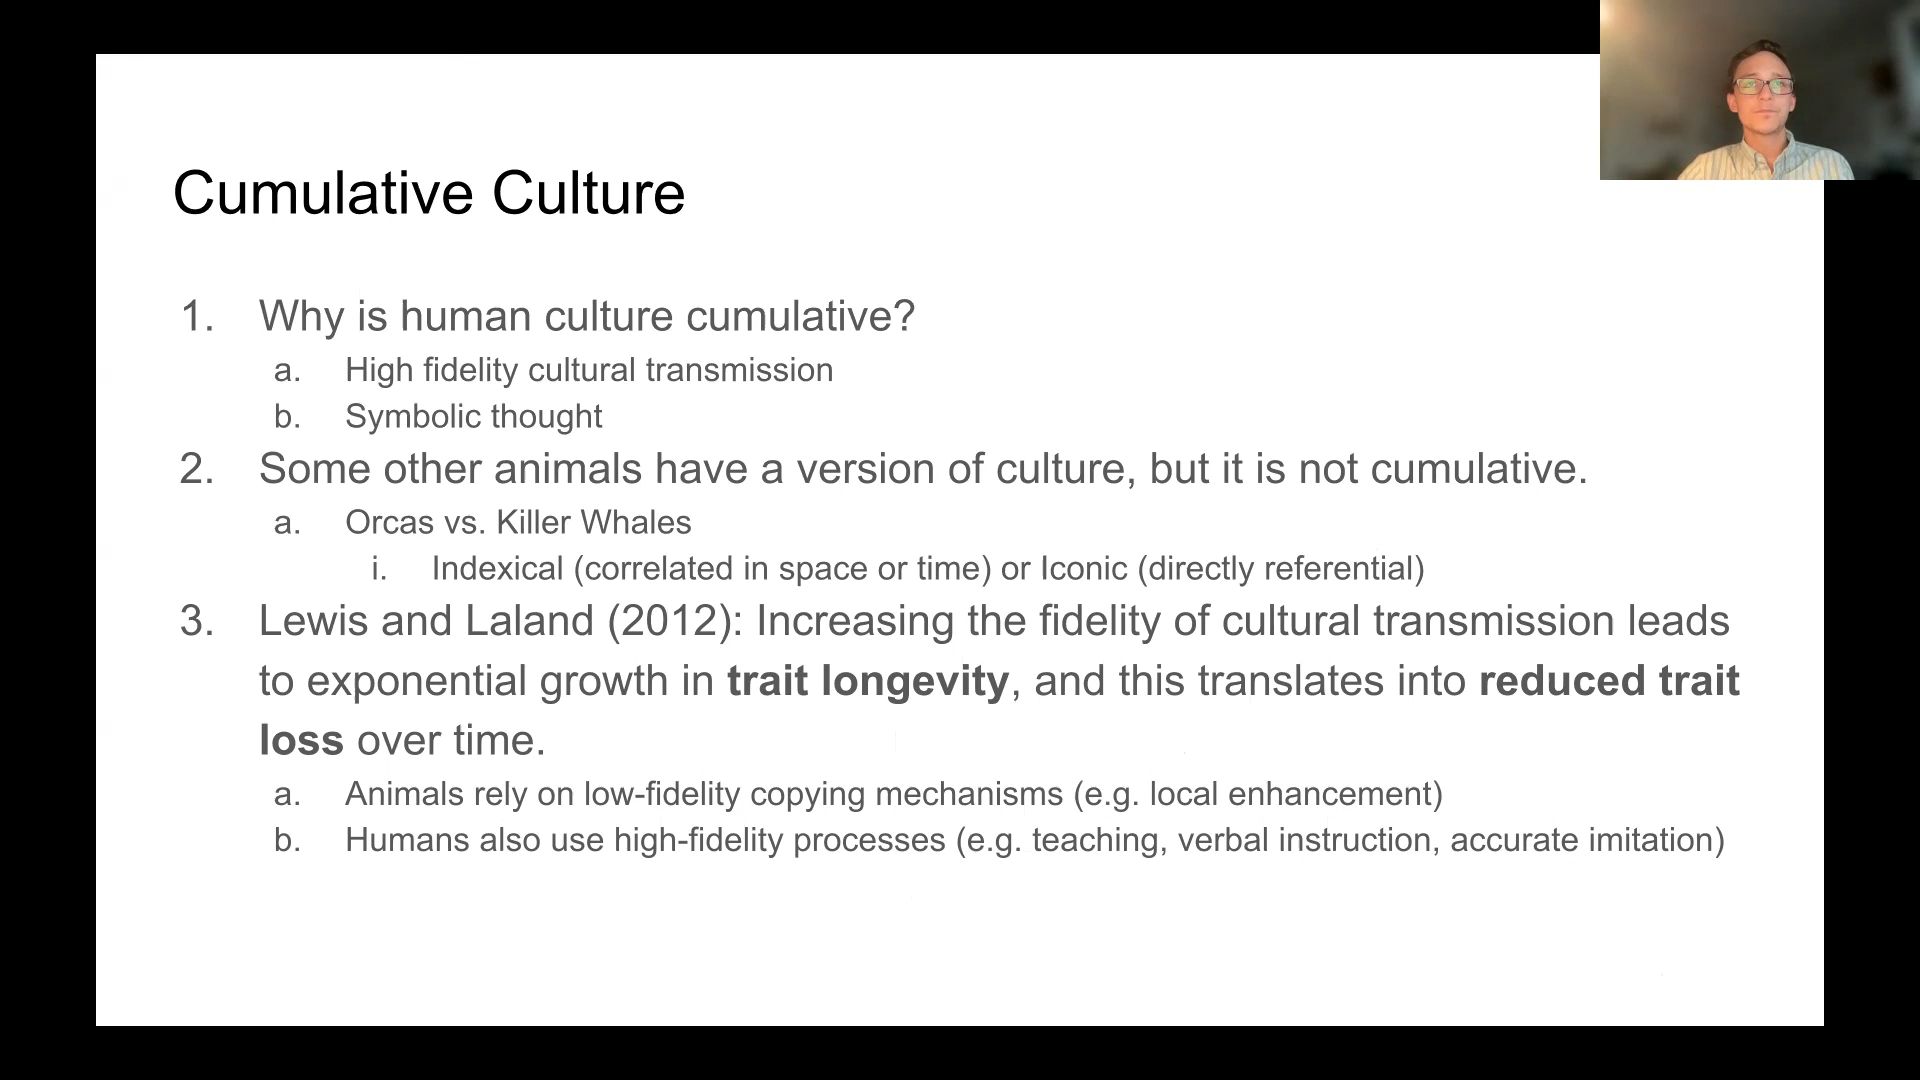 Cumulative Culture
1. Why is human culture cumulative?
a. High fidelity cultural transmission
b. Symbolic thought
2. Some other animals have a version of culture, but it is not cumulative.
a. Orcas vs. Killer Whales
i. Indexical (correlated in space or time) or Iconic (directly referential)
3. Lewis and Laland (2012): Increasing the fidelity of cultural transmission leads
to exponential growth in trait longevity, and this translates into reduced trait
loss over time.
a. Animals rely on low-fidelity copying mechanisms (e.g. local enhancement)
b. Humans also use high-fidelity processes (e.g. teaching, verbal instruction, accurate imitation)